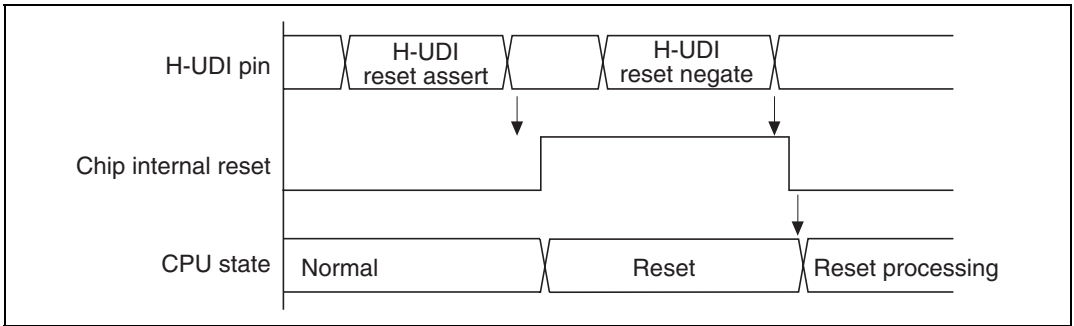 H-UDI pin
H-UDI
reset assert
H-UDI
reset negate
Chip internal reset
CPU state
Normal
Reset
Reset processing